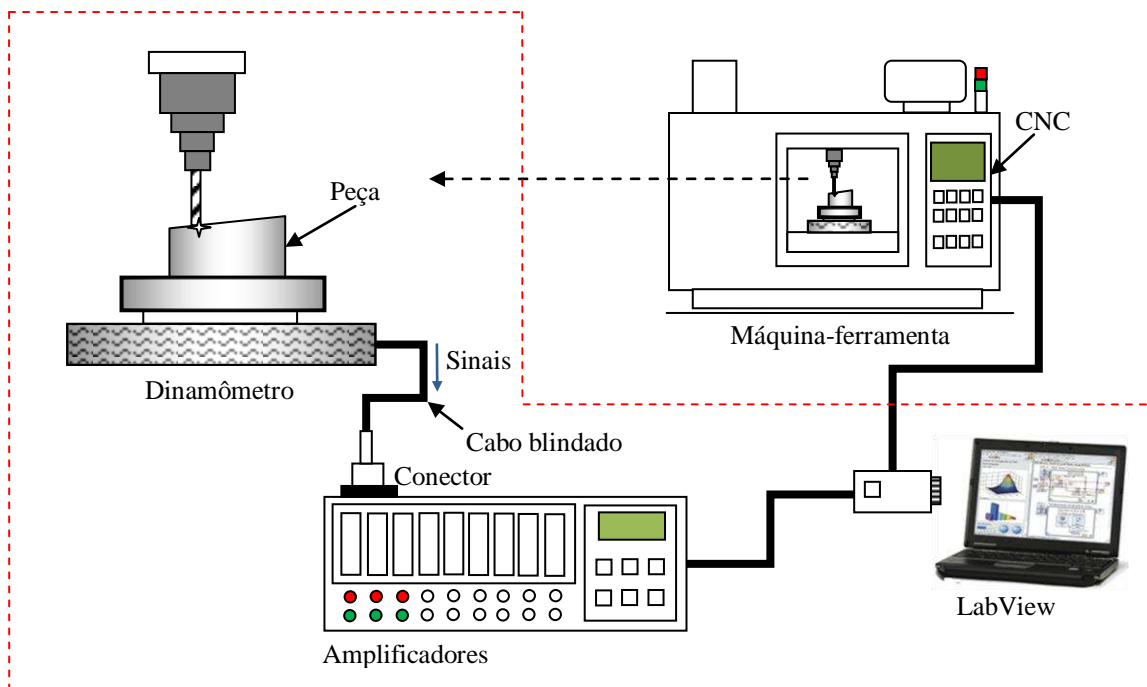 CNC
Peça
Máquina-ferramenta
Sinais
Dinamômetro
Cabo blindado
Conector
LabView
Amplificadores